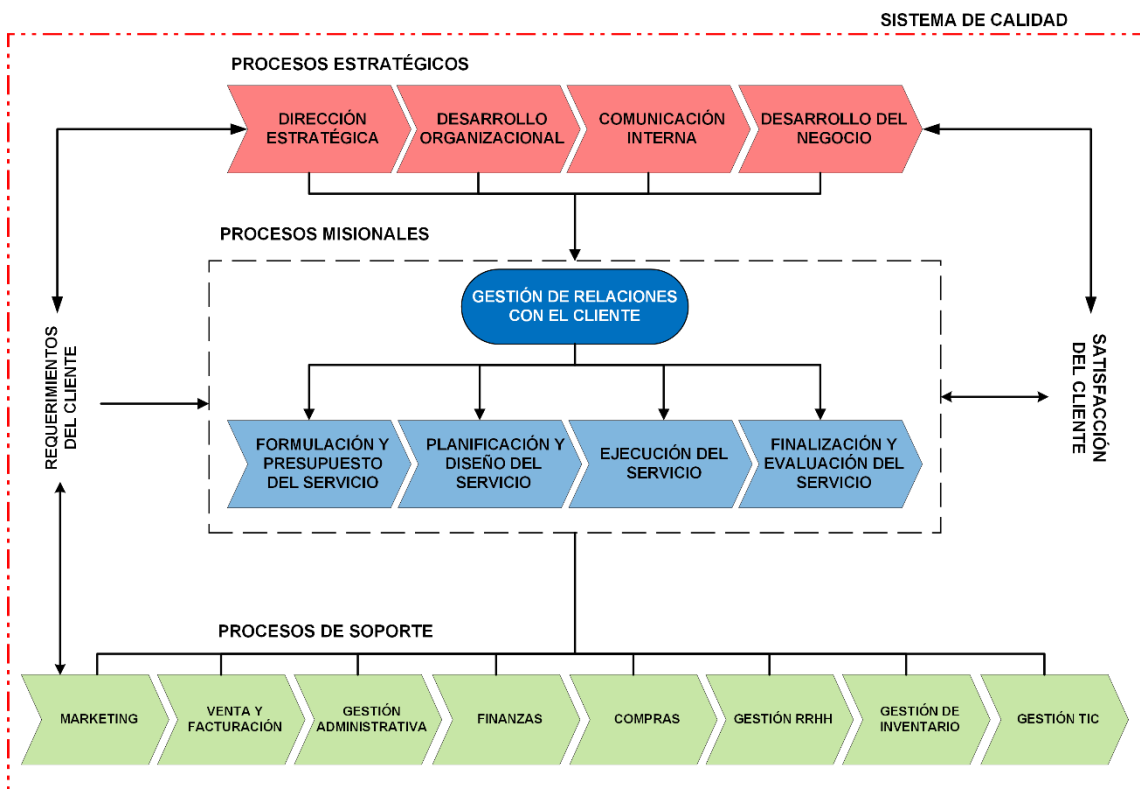 SISTEMA DE CALIDAD
PROCESOS ESTRATÉGICOS
DIRECCIÓN
ESTRATÉGICA
DESARROLLO
ORGANIZACIONAL
COMUNICACIÓN
INTERNA
DESARROLLO DEL
NEGOCIO
PROCESOS MISIONALES
GESTIÓN DE RELACIONES
CON EL CLIENTE
REQUERIMIENTOS
DEL CLIENTE
FORMULACIÓN Y
PRESUPUESTO
DEL SERVICIO
PLANIFICACIÓN Y
DISEÑO DEL
SERVICIO
EJECUCIÓN DEL
SERVICIO
FINALIZACIÓN Y
EVALUACIÓN DEL
SERVICIO
SATISFACCIÓN
DEL CLIENTE
PROCESOS DE SOPORTE
MARKETING
VENTA Y
FACTURACIÓN
GESTIÓN
ADMINISTRATIVA
FINANZAS
COMPRAS
GESTIÓN RRHH
GESTIÓN DE
INVENTARIO
GESTIÓN TIC